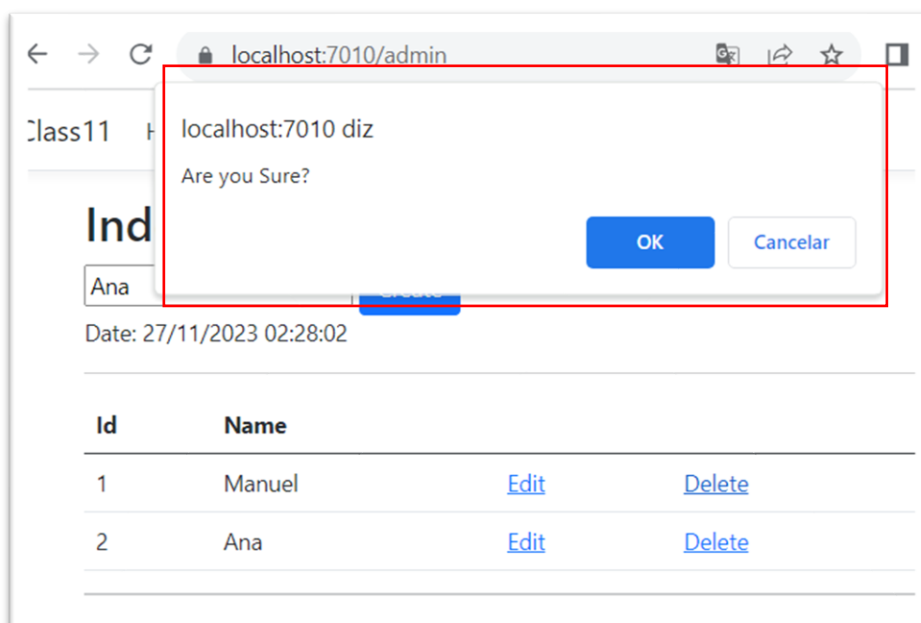 localhost:7010/admin
Class11 H
localhost:7010 diz
Are you Sure?
OK Cancelar
Ind
Ana
Date: 27/11/2023 02:28:02
Id Name
1 Manuel Edit Delete
2 Ana Edit Delete